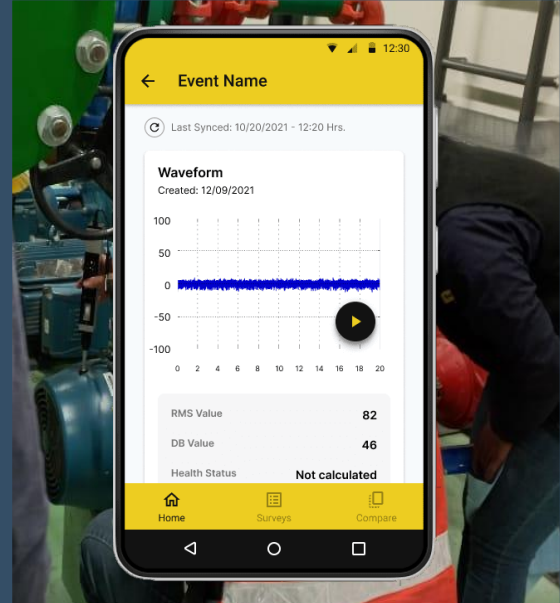 12:30
Event Name
Last Synced: 10/20/2021 - 12:20 Hrs.
Waveform
Created: 12/09/2021
100
50
0
-50
-100
0 2 4 6 8 10 12 14 16 18 20
RMS Value 82
DB Value 46
Health Status Not calculated
Home Surveys Compare